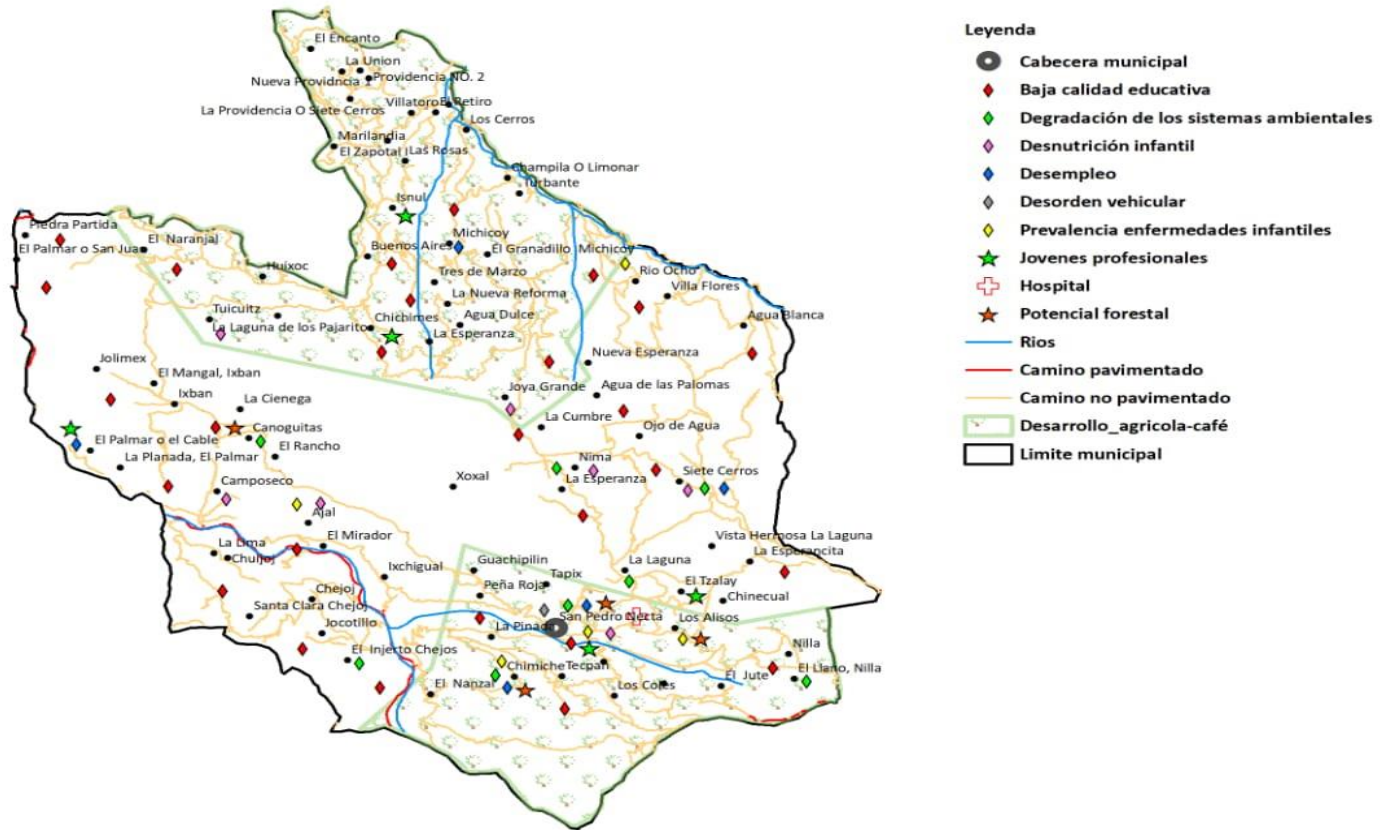 El Encanto
La Union
Nueva Providncia 1
Providencia NO. 2
La Providencia O Siete Cerros
Villatoro
El Retiro
Los Cerros
Marilandia
El Zapotal I
Las Rosas
Champila O Limonar
Turbante
Isnul
Piedra Partida
El Palmar o San Juan
El Naranjal
Buenos Aires
Michicoy
El Granadillo
Michicoy
Huixoc
Tres de Marzo
Rio Ocho
Villa Flores
La Nueva Reforma
Tuicuitz
La Laguna de los Pajarito
Chichimes
Agua Dulce
La Esperanza
Agua Blanca
Jolimex
Nueva Esperanza
El Mangal, Ixban
Ixban
La Cienega
Joya Grande
Agua de las Palomas
La Cumbre
Canoguitas
El Palmar o el Cable
El Rancho
Ojo de Agua
La Planada, El Palmar
Camposeco
Xoxal
Nima
La Esperanza
Siete Cerros
Ajal
El Mirador
La Lima
Chuijoj
Vista Hermosa La Laguna
La Esperancita
Ixchigual
Guachipilin
Tapix
La Laguna
Peña Roja
El Tzalay
Chinecual
Chejoj
Santa Clara Chejoj
Jocotillo
San Pedro Necta
La Pinada
Los Alisos
El Injerto Chejos
Nilla
El Llano, Nilla
Chimiche
Tecpan
El Nanzal
Los Cojes
El Jute
Leyenda
Cabecera municipal
Baja calidad educativa
Degradación de los sistemas ambientales
Desnutrición infantil
Desempleo
Desorden vehicular
Prevalencia enfermedades infantiles
Jovenes profesionales
Hospital
Potencial forestal
Rios
Camino pavimentado
Camino no pavimentado
Desarrollo_agricola-café
Limite municipal